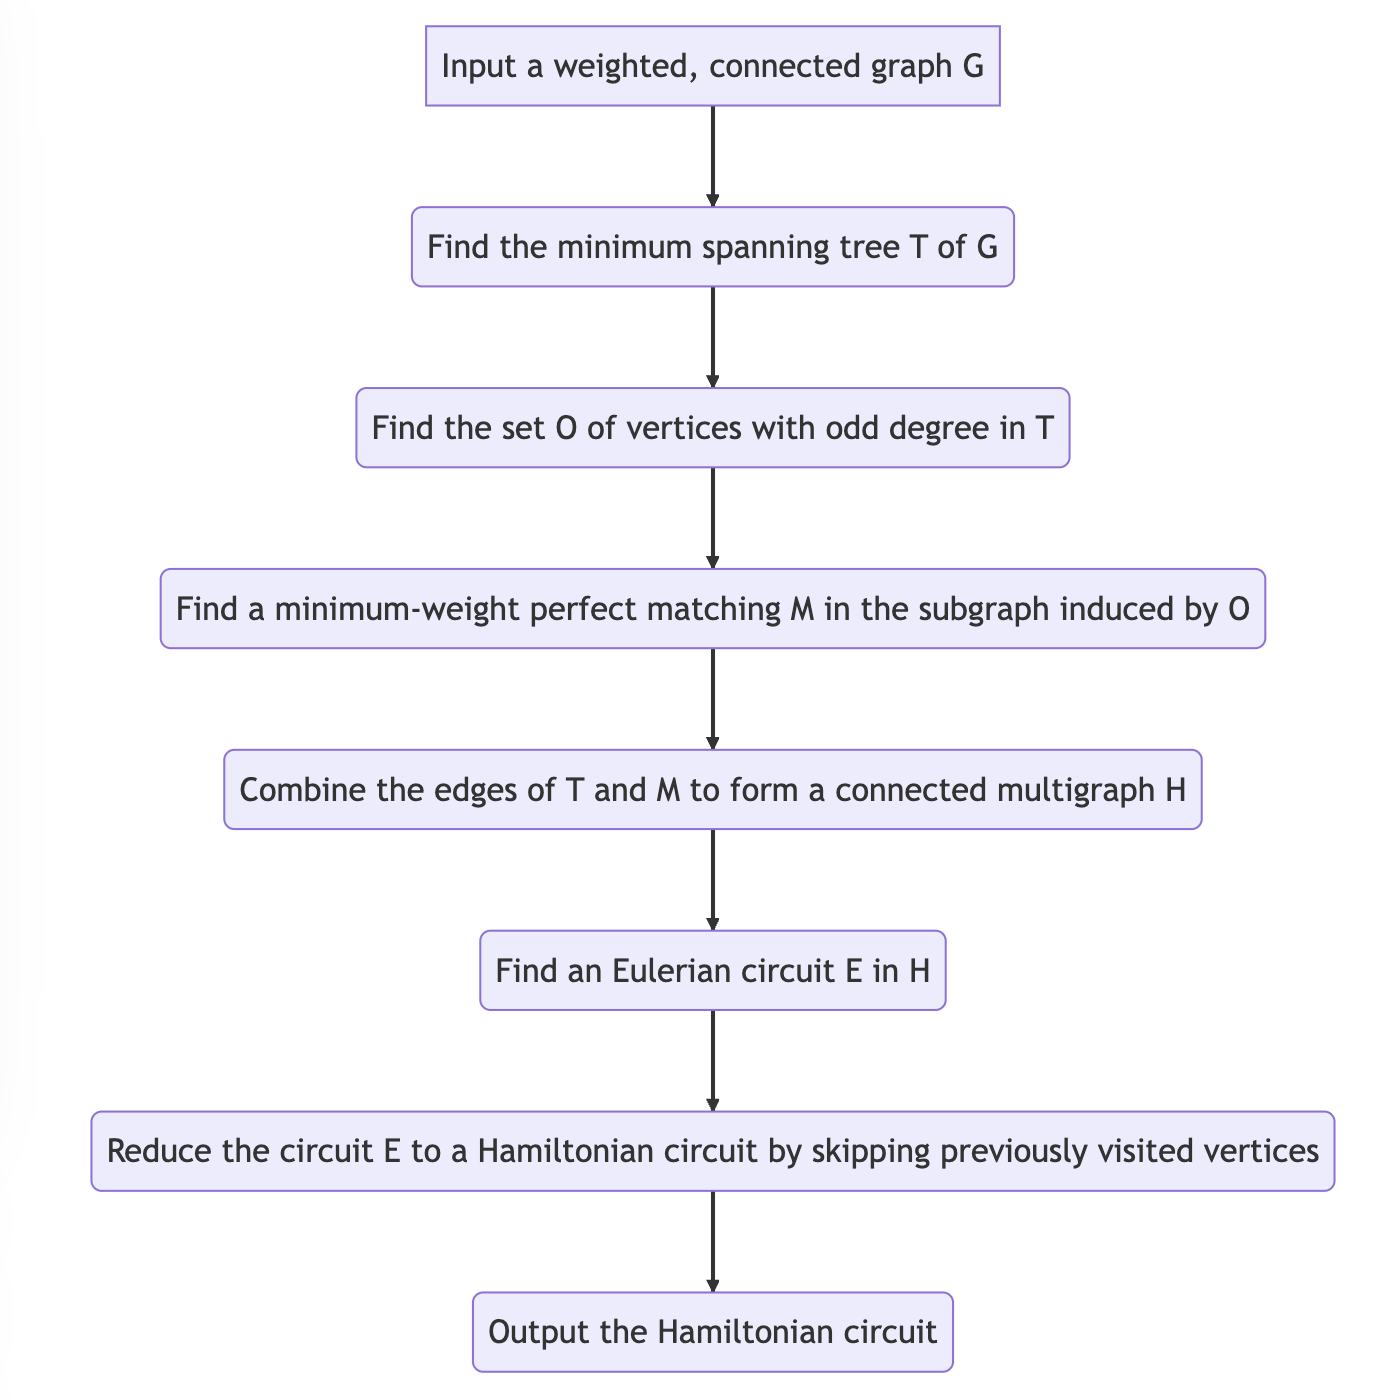 Input a weighted, connected graph G
Find the minimum spanning tree T of G
Find the set O of vertices with odd degree in T
Find a minimum-weight perfect matching M in the subgraph induced by O
Combine the edges of T and M to form a connected multigraph H
Find an Eulerian circuit E in H
Reduce the circuit E to a Hamiltonian circuit by skipping previously visited vertices
Output the Hamiltonian circuit